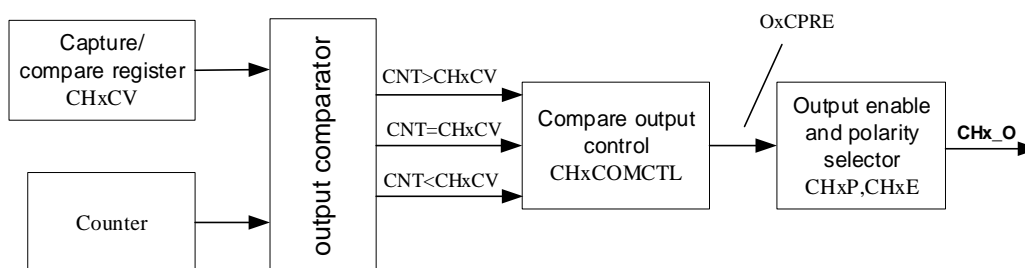 Capture/
compare register
CHxCV
Counter
output comparator
CNT>CHxCV
CNT=CHxCV
CNT<CHxCV
Compare output
control
CHxCOMCTL
OxCPRE
Output enable
and polarity
selector
CHxP,CHxE
CHx_O